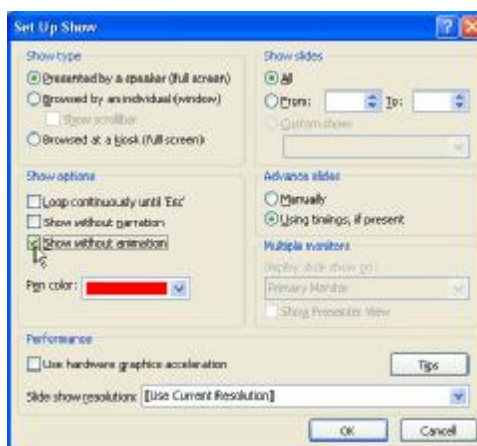 Set Up Show
Show type
Presented by a speaker (full screen)
Browsed by an individual (window)
Show scrollbar
Browsed at a kiosk (full screen)
Show slides
All
From: To:
Custom show:
Show options
Loop continuously until 'Esc'
Show without narration
Show without animation
Pen color:
Advance slides
Manually
Using timings, if present
Multiple monitors
Display slide show on:
Primary Monitor
Show Presenter View
Performance
Use hardware graphics acceleration
Tips
Slide show resolution: [Use Current Resolution]
OK Cancel